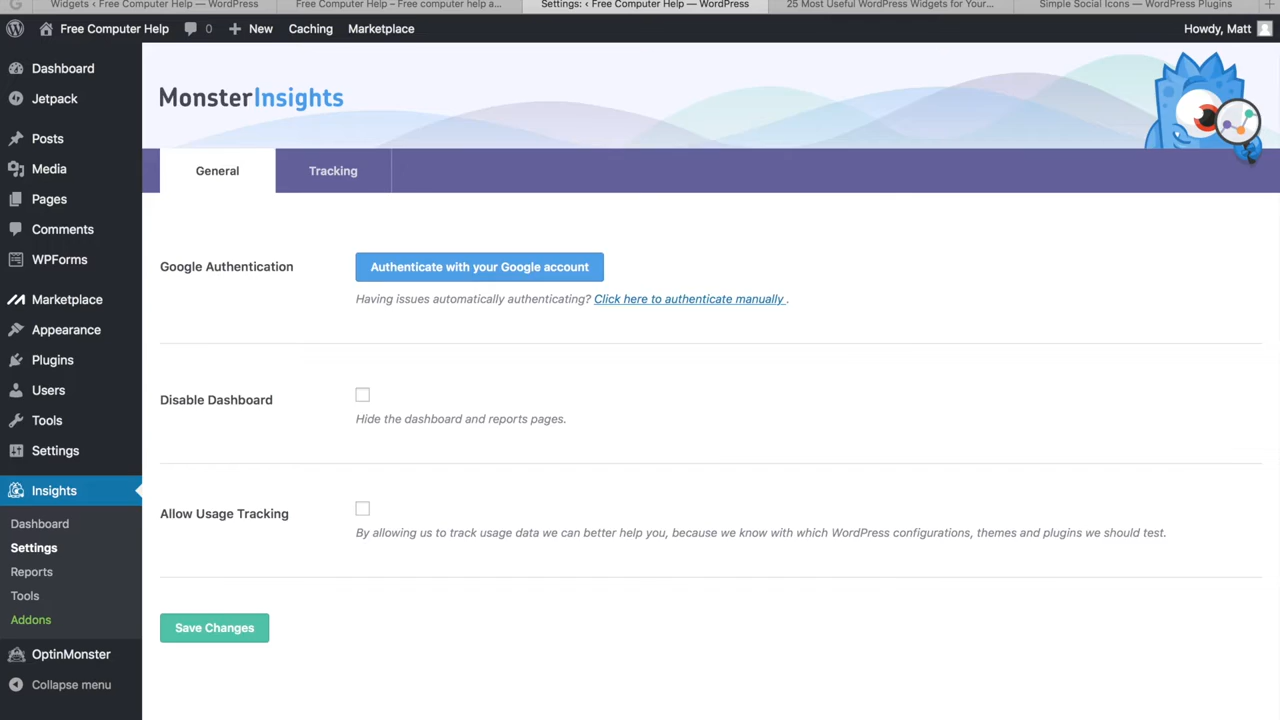 Widgets ‹ Free Computer Help — WordPress
Free Computer Help – Free computer help a...
Settings: ‹ Free Computer Help — WordPress
25 Most Useful WordPress Widgets for Your...
Simple Social Icons — WordPress Plugins
Free Computer Help
0
New
Caching
Marketplace
Howdy, Matt
Dashboard
Jetpack
Posts
Media
Pages
Comments
WPForms
Marketplace
Appearance
Plugins
Users
Tools
Settings
Insights
Dashboard
Settings
Reports
Tools
Addons
OptinMonster
Collapse menu
MonsterInsights
General
Tracking
Google Authentication
Authenticate with your Google account
Having issues automatically authenticating? Click here to authenticate manually .
Disable Dashboard
Hide the dashboard and reports pages.
Allow Usage Tracking
By allowing us to track usage data we can better help you, because we know with which WordPress configurations, themes and plugins we should test.
Save Changes